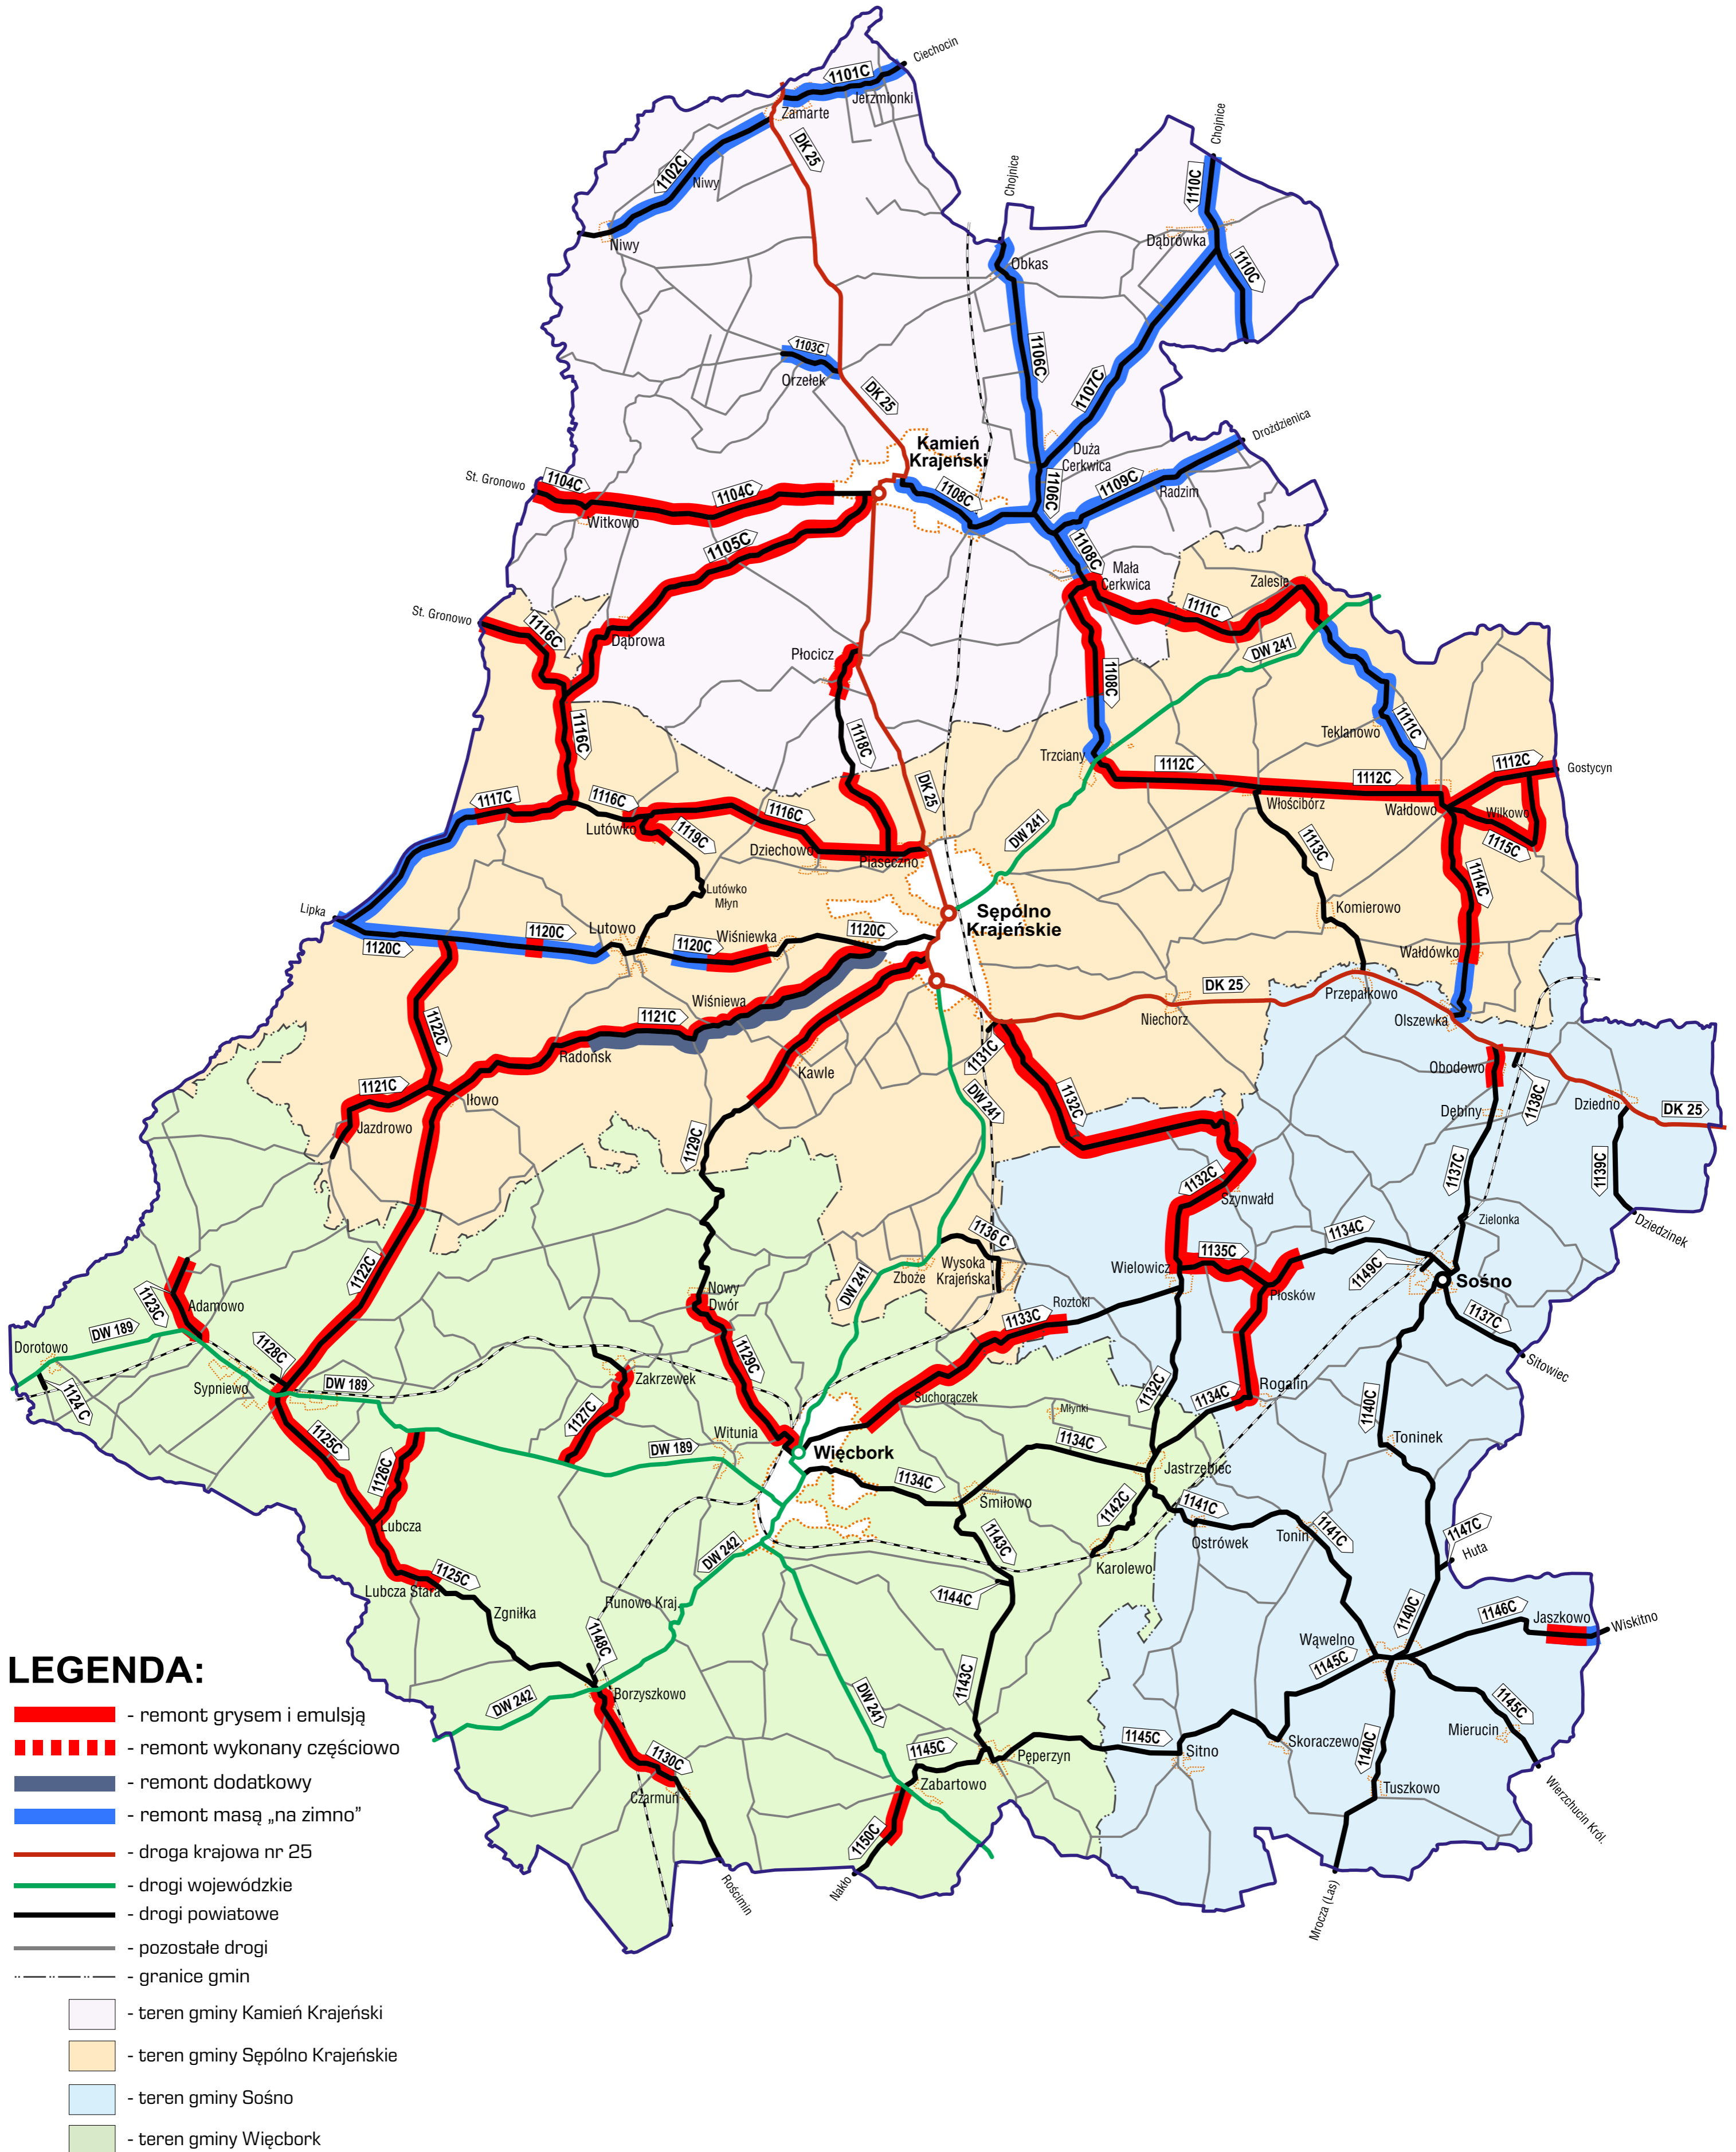 Ciechocin
1101C
Jerzmionki
Zamarte
Chojnice
DK 25
1102C
Niwy
Chojnice
1110C
Niwy
Dąbrówka
Obkas
1110C
1103C
Orzełek
1106C
1107C
DK 25
Drożdzienica
Kamień
Krajeński
Duża
Cerkwica
St. Gronowo
1104C
1104C
1108C
1106C
1109C
Radzim
Witkowo
1105C
1108C
Mała
Cerkwica
Zalesie
St. Gronowo
1116C
1111C
Dąbrowa
Płocicz
DW 241
1108C
1116C
1118C
Teklanowo
1111C
Trzciany
1112C
1112C
1112C
Gostycyn
DK 25
1117C
1116C
1116C
Włościbórz
Wałdowo
Wilkowo
Lutówko
1119C
DW 241
Dziechowo
Piaseczno
1113C
1115C
1114C
Lutówko
Młyn
Lipka
Sępólno
Krajeńskie
Komierowo
1120C
1120C
Lutowo
1120C
Wiśniewka
1120C
Wałdówko
DK 25
Przepałkowo
Wiśniewa
1121C
Niechorz
Olszewka
1122C
Radońsk
1131C
Kawle
Obodowo
1138C
1121C
Iłowo
1132C
DW 241
Dziedno
DK 25
Jazdrowo
Dębiny
1129C
1137C
1139C
1132C
Szynwałd
Zielonka
Dziedzinek
1136 C
1134C
1135C
1122C
Wysoka
Krajeńska
Zboże
Wielowicz
1149C
Sośno
1123C
Adamowo
DW 241
Nowy
Dwór
Roztoki
Płosków
DW 189
1133C
1137C
Dorotowo
1128C
1129C
Sitowiec
1124 C
Sypniewo
DW 189
Zakrzewek
Suchorączek
1132C
1134C
Rogalin
1127C
Młynki
1140C
1125C
Witunia
DW 189
Więcbork
1134C
Toninek
1126C
1134C
Jastrzębiec
Śmiłowo
1142C
1141C
Lubcza
1143C
Ostrówek
Tonin
1141C
1147C
Huta
DW 242
Karolewo
1125C
Lubcza Stara
1144C
Zgniłka
Runowo Kraj.
1140C
1146C
Jaszkowo
Wiskitno
1148C
Wąwelno
1145C
1143C
Borzyszkowo
DW 242
DW 241
1145C
Mierucin
1130C
1145C
1145C
Skoraczewo
1140C
Pęperzyn
Sitno
Czarmuń
Zabartowo
Tuszkowo
Wierzchucin Król.
1150C
Rościmin
Nakło
Mrocza (Las)
LEGENDA:
- remont grysem i emulsją
- remont wykonany częściowo
- remont dodatkowy
- remont masą „na zimno”
- droga krajowa nr 25
- drogi wojewódzkie
- drogi powiatowe
- pozostałe drogi
- granice gmin
- teren gminy Kamień Krajeński
- teren gminy Sępólno Krajeńskie
- teren gminy Sośno
- teren gminy Więcbork